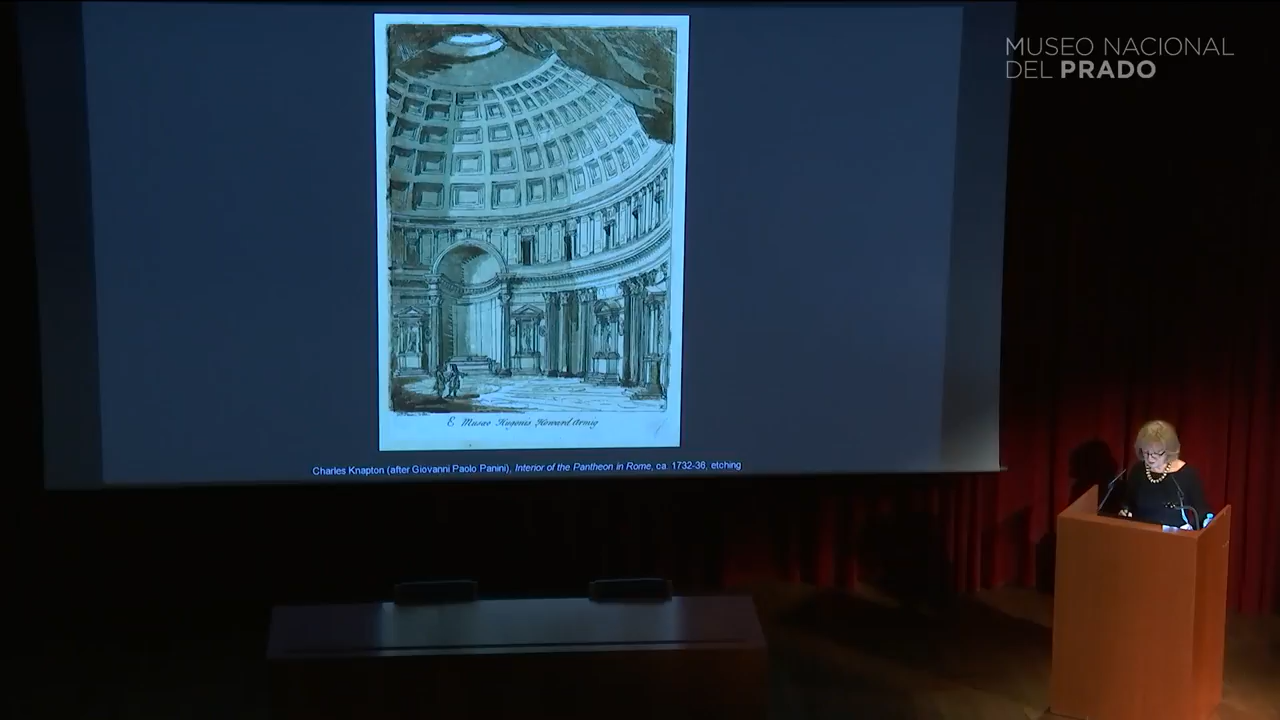 MUSEO NACIONAL
DEL PRADO
E Museo Hugonis Howard Armig
Charles Knapton (after Giovanni Paolo Panini), Interior of the Pantheon in Rome, ca. 1732-36, etching